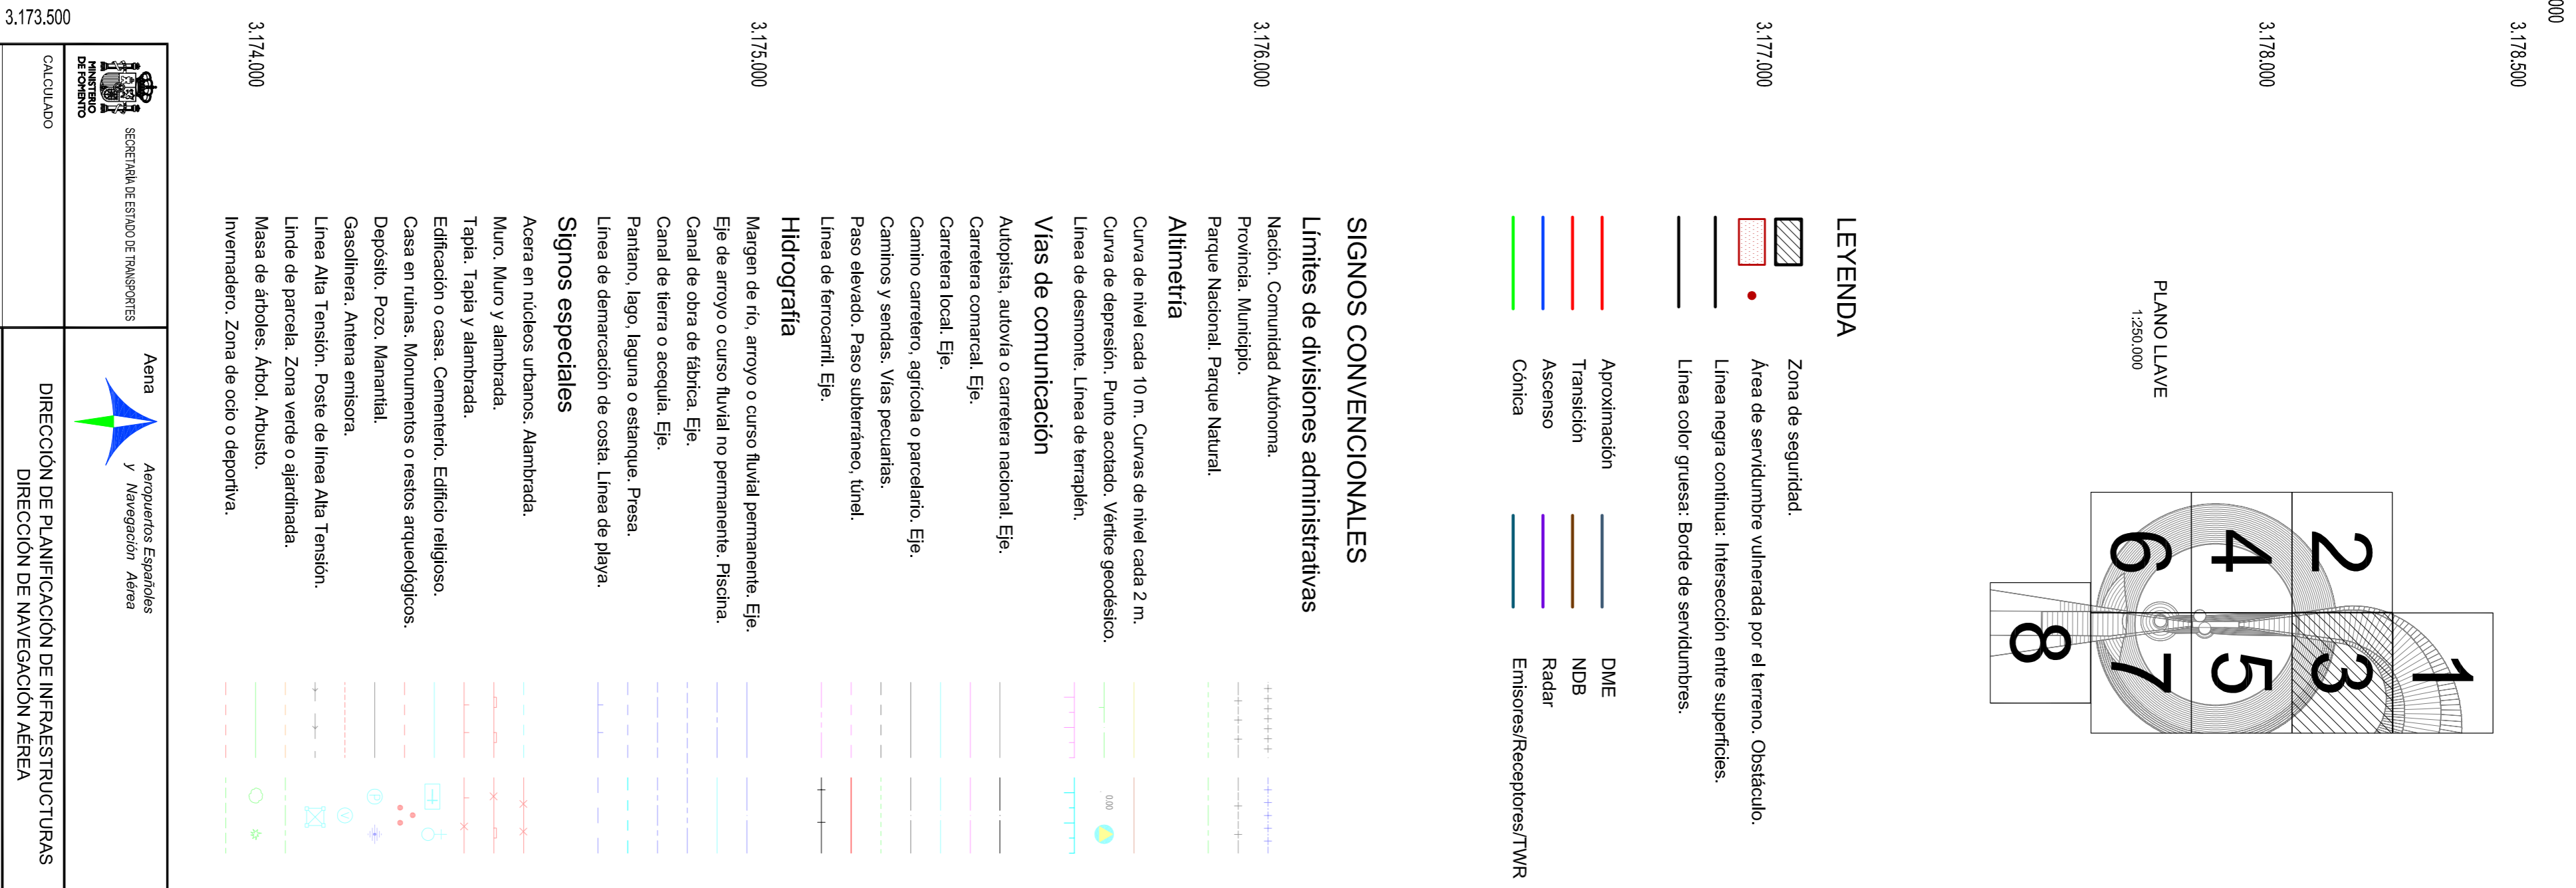 000
3.178.500
3.178.000
3.177.000
3.176.000
3.175.000
3.174.000
3.173.500
PLANO LLAVE
1:250.000
1
2
3
4
5
6
7
8
LEYENDA
Zona de seguridad.
Área de servidumbre vulnerada por el terreno. Obstáculo.
Línea negra continua: Intersección entre superficies.
Línea color gruesa: Borde de servidumbres.
Aproximación
DME
Transición
NDB
Ascenso
Radar
Cónica
Emisores/Receptores/TWR
SIGNOS CONVENCIONALES
Límites de divisiones administrativas
Nación. Comunidad Autónoma.
Provincia. Municipio.
Parque Nacional. Parque Natural.
Altimetría
Curva de nivel cada 10 m. Curvas de nivel cada 2 m.
Curva de depresión. Punto acotado. Vértice geodésico.
0.00
Línea de desmonte. Línea de terraplén.
Vías de comunicación
Autopista, autovía o carretera nacional. Eje.
Carretera comarcal. Eje.
Carretera local. Eje.
Camino carretero, agrícola o parcelario. Eje.
Caminos y sendas. Vías pecuarias.
Paso elevado. Paso subterráneo, túnel.
Línea de ferrocarril. Eje.
Hidrografía
Margen de río, arroyo o curso fluvial permanente. Eje.
Eje de arroyo o curso fluvial no permanente. Piscina.
Canal de obra de fábrica. Eje.
Canal de tierra o acequia. Eje.
Pantano, lago, laguna o estanque. Presa.
Línea de demarcación de costa. Línea de playa.
Signos especiales
Acera en núcleos urbanos. Alambrada.
Muro. Muro y alambrada.
Tapia. Tapia y alambrada.
Edificación o casa. Cementerio. Edificio religioso.
Casa en ruinas. Monumentos o restos arqueológicos.
Depósito. Pozo. Manantial.
P
Gasolinera. Antena emisora.
Línea Alta Tensión. Poste de línea Alta Tensión.
Linde de parcela. Zona verde o ajardinada.
Masa de árboles. Árbol. Arbusto.
Invernadero. Zona de ocio o deportiva.
MINISTERIO
DE FOMENTO
SECRETARÍA DE ESTADO DE TRANSPORTES
Aena
Aeropuertos Españoles
y Navegación Aérea
CALCULADO
DIRECCIÓN DE PLANIFICACIÓN DE INFRAESTRUCTURAS
DIRECCIÓN DE NAVEGACIÓN AÉREA